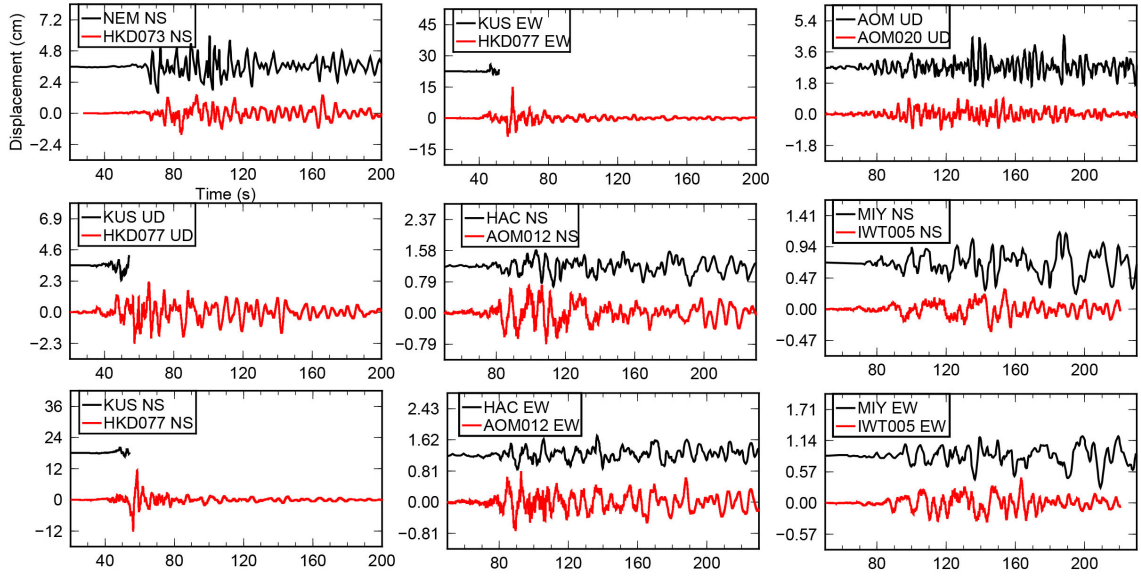 NEM NS
HKD073 NS
7.2
4.8
2.4
0.0
−2.4
Displacement (cm)
40 80 120 160 200
Time (s)
KUS EW
HKD077 EW
45
30
15
0
−15
40 80 120 160 200
AOM UD
AOM020 UD
5.4
3.6
1.8
0.0
−1.8
80 120 160 200
KUS UD
HKD077 UD
6.9
4.6
2.3
0.0
−2.3
40 80 120 160 200
HAC NS
AOM012 NS
2.37
1.58
0.79
0.00
−0.79
80 120 160 200
MIY NS
IWT005 NS
1.41
0.94
0.47
0.00
−0.47
80 120 160 200
KUS NS
HKD077 NS
36
24
12
0
−12
40 80 120 160 200
HAC EW
AOM012 EW
2.43
1.62
0.81
0.00
−0.81
80 120 160 200
MIY EW
IWT005 EW
1.71
1.14
0.57
0.00
−0.57
80 120 160 200